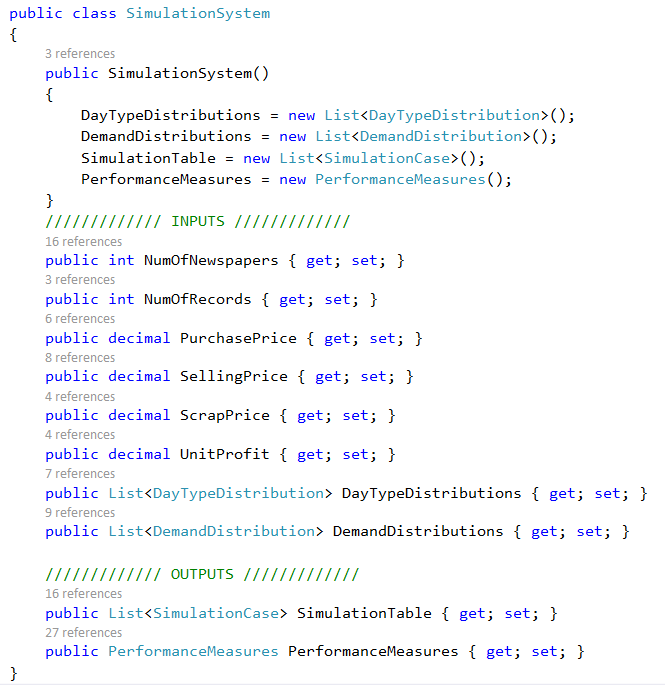 public class SimulationSystem
{
3 references
public SimulationSystem()
{
DayTypeDistributions = new List<DayTypeDistribution>();
DemandDistributions = new List<DemandDistribution>();
SimulationTable = new List<SimulationCase>();
PerformanceMeasures = new PerformanceMeasures();
}
///////////// INPUTS /////////////
16 references
public int NumOfNewspapers { get; set; }
3 references
public int NumOfRecords { get; set; }
6 references
public decimal PurchasePrice { get; set; }
8 references
public decimal SellingPrice { get; set; }
4 references
public decimal ScrapPrice { get; set; }
4 references
public decimal UnitProfit { get; set; }
7 references
public List<DayTypeDistribution> DayTypeDistributions { get; set; }
9 references
public List<DemandDistribution> DemandDistributions { get; set; }
///////////// OUTPUTS /////////////
16 references
public List<SimulationCase> SimulationTable { get; set; }
27 references
public PerformanceMeasures PerformanceMeasures { get; set; }
}